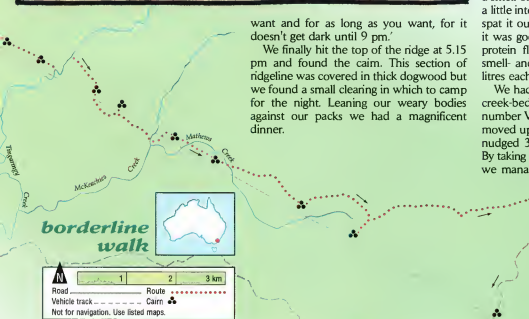 want and for as long as you want, for it
doesn't get dark until 9 pm.'
We finally hit the top of the ridge at 5.15
pm and found the cairn. This section of
ridgeline was covered in thick dogwood but
we found a small clearing in which to camp
for the night. Leaning our weary bodies
against our packs we had a magnificent
dinner.
a little into
spat it ou
it was goo
protein fl
smell- and
litres each
We had
creek-bed
number V
moved up
nudged 3
By taking
we mana
Mathews
Creek
McKeachies
Creek
Tingaringy
Creek
borderline
walk
N
1 2 3 km
Road Route
Vehicle track Cairn
Not for navigation. Use listed maps.